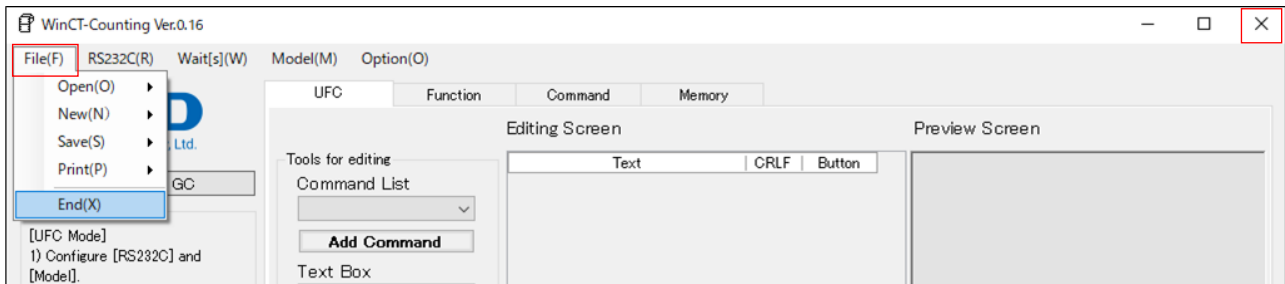 WinCT-Counting Ver.0.16
File(F) RS232C(R) Wait[s](W) Model(M) Option(O)
Open(O)
New(N)
Save(S)
Print(P)
End(X)
D
Ltd.
GC
[UFC Mode]
1) Configure [RS232C] and
[Model].
UFC Function Command Memory
Editing Screen
Preview Screen
Tools for editing
Command List
Add Command
Text Box
Text | CRLF | Button